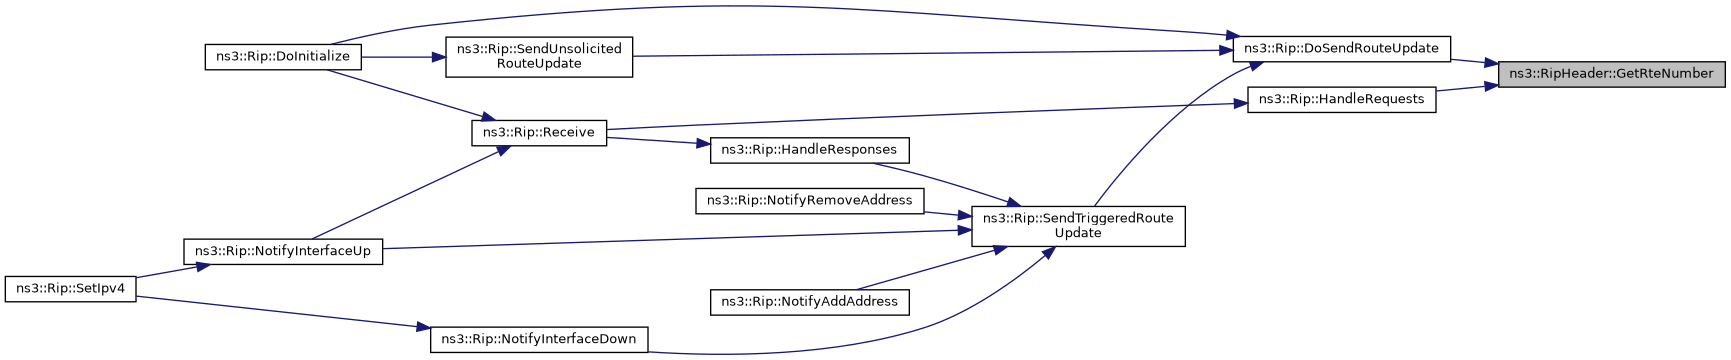 ns3::Rip::DoInitialize
ns3::Rip::SendUnsolicited
RouteUpdate
ns3::Rip::DoSendRouteUpdate
ns3::RipHeader::GetRteNumber
ns3::Rip::HandleRequests
ns3::Rip::Receive
ns3::Rip::HandleResponses
ns3::Rip::NotifyRemoveAddress
ns3::Rip::SendTriggeredRoute
Update
ns3::Rip::NotifyInterfaceUp
ns3::Rip::SetIpv4
ns3::Rip::NotifyAddAddress
ns3::Rip::NotifyInterfaceDown